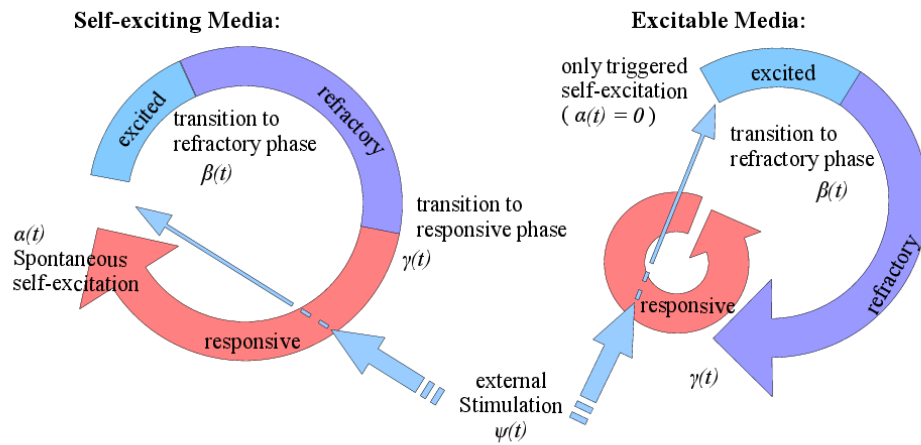 Self-exciting Media:
excited
refractory
transition to
refractory phase
β(t)
transition to
responsive phase
γ(t)
α(t)
Spontaneous
self-excitation
responsive
external
Stimulation
ψ(t)
Excitable Media:
only triggered
self-excitation
( α(t) = 0 )
excited
transition to
refractory phase
β(t)
refractory
responsive
γ(t)